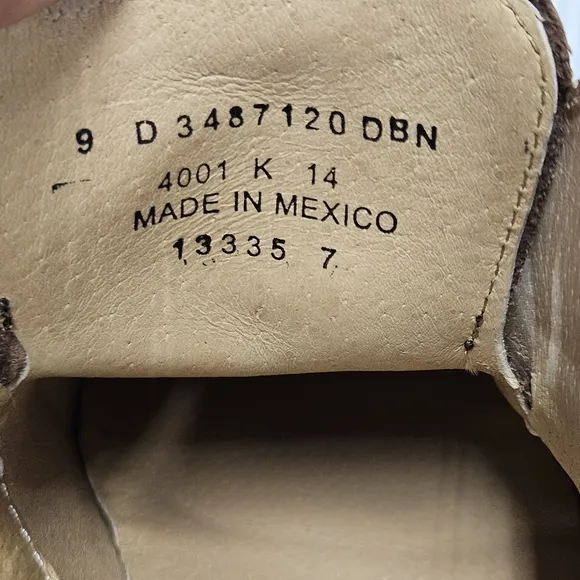 9 D 3487120 DBN
4001 K 14
MADE IN MEXICO
13335 7